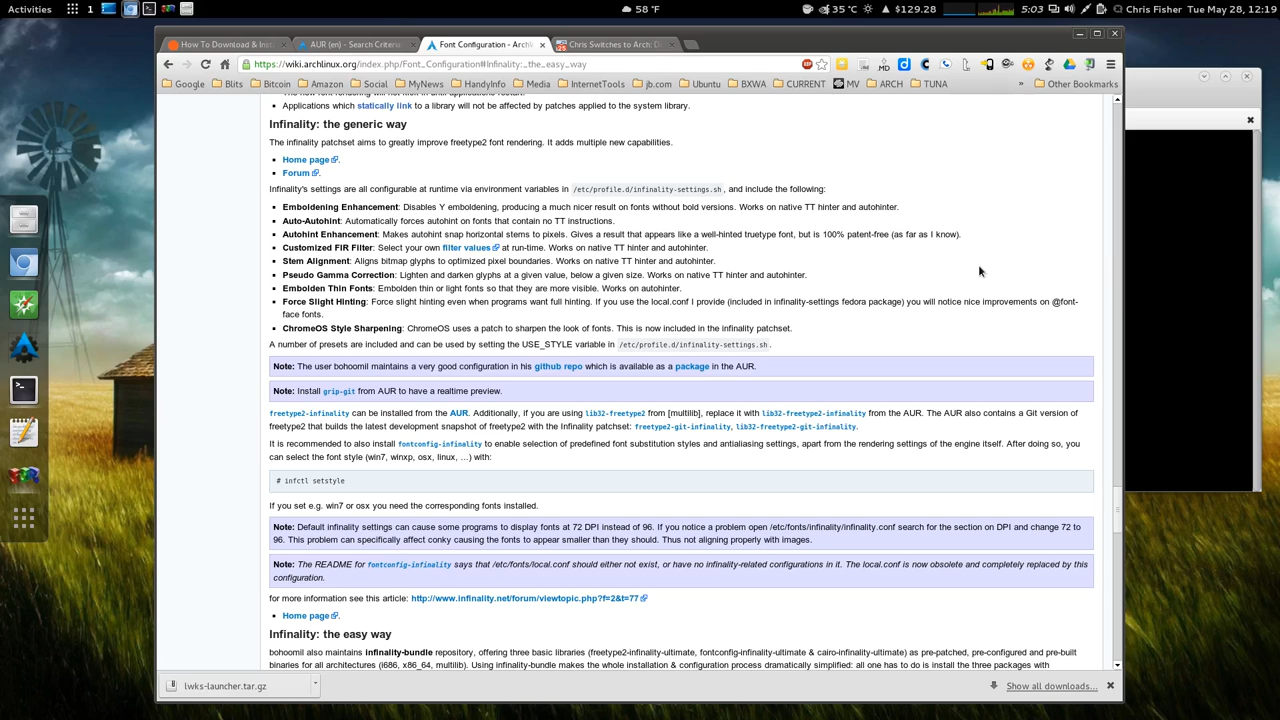 Activities 1 58 °F 35 °C $129.28 5:03 Chris Fisher Tue May 28, 12:19
How To Download & Inst AUR (en) - Search Criteria Font Configuration - ArchW Chris Switches to Arch: D
https://wiki.archlinux.org/index.php/Font_Configuration#Infinality:_the_easy_way
Google Blits Bitcoin Amazon Social MyNews HandyInfo Media InternetTools jb.com Ubuntu BXWA CURRENT MV ARCH TUNA » Other Bookmarks
Applications which statically link to a library will not be affected by patches applied to the system library.
Infinality: the generic way
The infinality patchset aims to greatly improve freetype2 font rendering. It adds multiple new capabilities.
Home page.
Forum.
Infinality's settings are all configurable at runtime via environment variables in /etc/profile.d/infinality-settings.sh, and include the following:
Emboldening Enhancement: Disables Y emboldening, producing a much nicer result on fonts without bold versions. Works on native TT hinter and autohinter.
Auto-Autohint: Automatically forces autohint on fonts that contain no TT instructions.
Autohint Enhancement: Makes autohint snap horizontal stems to pixels. Gives a result that appears like a well-hinted truetype font, but is 100% patent-free (as far as I know).
Customized FIR Filter: Select your own filter values at run-time. Works on native TT hinter and autohinter.
Stem Alignment: Aligns bitmap glyphs to optimized pixel boundaries. Works on native TT hinter and autohinter.
Pseudo Gamma Correction: Lighten and darken glyphs at a given value, below a given size. Works on native TT hinter and autohinter.
Embolden Thin Fonts: Embolden thin or light fonts so that they are more visible. Works on autohinter.
Force Slight Hinting: Force slight hinting even when programs want full hinting. If you use the local.conf I provide (included in infinality-settings fedora package) you will notice nice improvements on @font-
face fonts.
ChromeOS Style Sharpening: ChromeOS uses a patch to sharpen the look of fonts. This is now included in the infinality patchset.
A number of presets are included and can be used by setting the USE_STYLE variable in /etc/profile.d/infinality-settings.sh.
Note: The user bohoomil maintains a very good configuration in his github repo which is available as a package in the AUR.
Note: Install grip-git from AUR to have a realtime preview.
freetype2-infinality can be installed from the AUR. Additionally, if you are using lib32-freetype2 from [multilib], replace it with lib32-freetype2-infinality from the AUR. The AUR also contains a Git version of
freetype2 that builds the latest development snapshot of freetype2 with the Infinality patchset: freetype2-git-infinality, lib32-freetype2-git-infinality.
It is recommended to also install fontconfig-infinality to enable selection of predefined font substitution styles and antialiasing settings, apart from the rendering settings of the engine itself. After doing so, you
can select the font style (win7, winxp, osx, linux, ...) with:
# infctl setstyle
If you set e.g. win7 or osx you need the corresponding fonts installed.
Note: Default infinality settings can cause some programs to display fonts at 72 DPI instead of 96. If you notice a problem open /etc/fonts/infinality/infinality.conf search for the section on DPI and change 72 to
96. This problem can specifically affect conky causing the fonts to appear smaller than they should. Thus not aligning properly with images.
Note: The README for fontconfig-infinality says that /etc/fonts/local.conf should either not exist, or have no infinality-related configurations in it. The local.conf is now obsolete and completely replaced by this
configuration.
for more information see this article: http://www.infinality.net/forum/viewtopic.php?f=2&t=77
Home page.
Infinality: the easy way
bohoomil also maintains infinality-bundle repository, offering three basic libraries (freetype2-infinality-ultimate, fontconfig-infinality-ultimate & cairo-infinality-ultimate) as pre-patched, pre-configured and pre-built
binaries for all architectures (i686, x86_64, multilib). Using infinality-bundle makes the whole installation & configuration process dramatically simplified: all one has to do is install the three packages with
lwks-launcher.tar.gz Show all downloads...